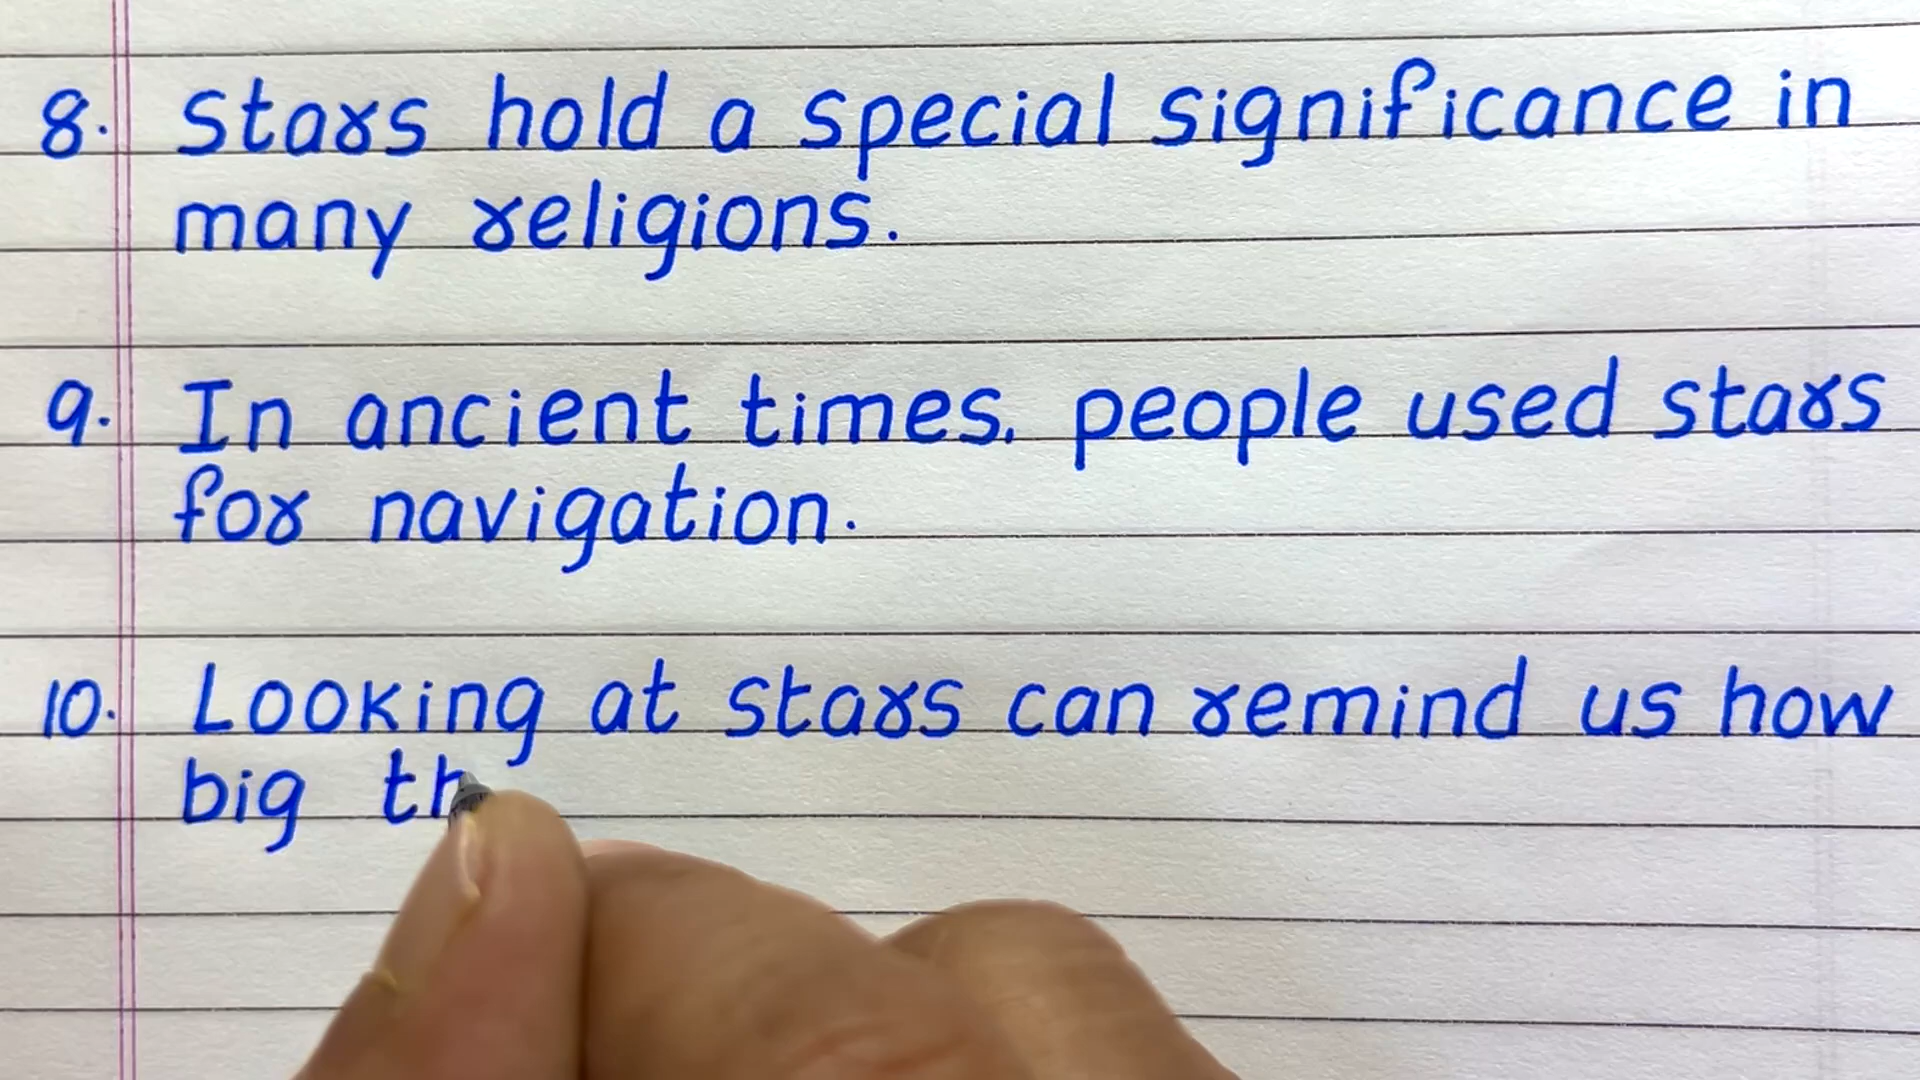 8. Stars hold a special significance in
many religions.
9. In ancient times. people used stars
for navigation.
10. Looking at stars can remind us how
big th